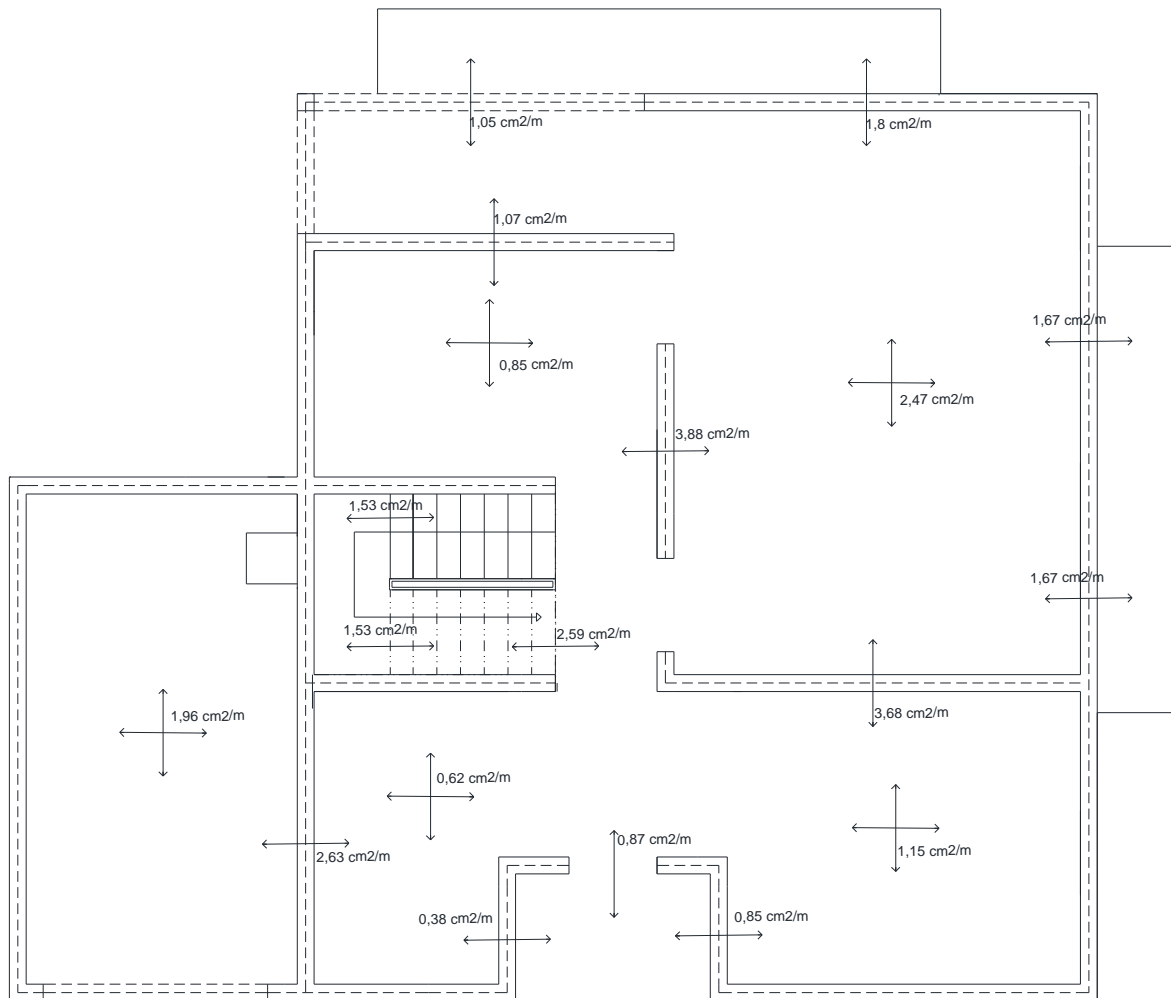 1,05 cm2/m
1,8 cm2/m
1,07 cm2/m
1,67 cm2/m
0,85 cm2/m
2,47 cm2/m
3,88 cm2/m
1,53 cm2/m
1,67 cm2/m
1,53 cm2/m
2,59 cm2/m
1,96 cm2/m
3,68 cm2/m
0,62 cm2/m
0,87 cm2/m
2,63 cm2/m
1,15 cm2/m
0,38 cm2/m
0,85 cm2/m